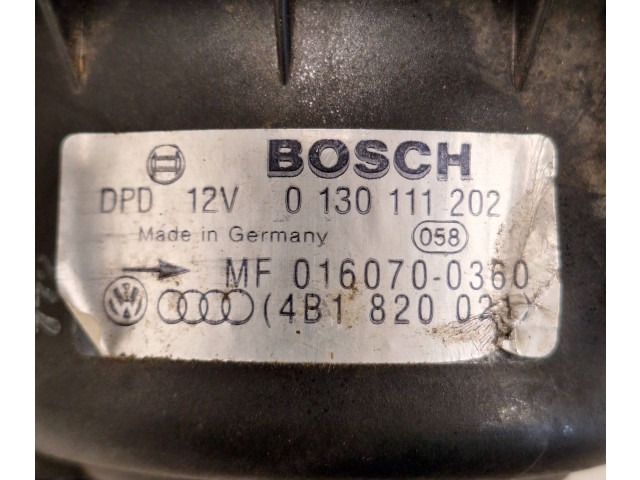 BOSCH
DPD 12V 0 130 111 202
Made in Germany 058
MF 016070-0360
(4B1 820 021)